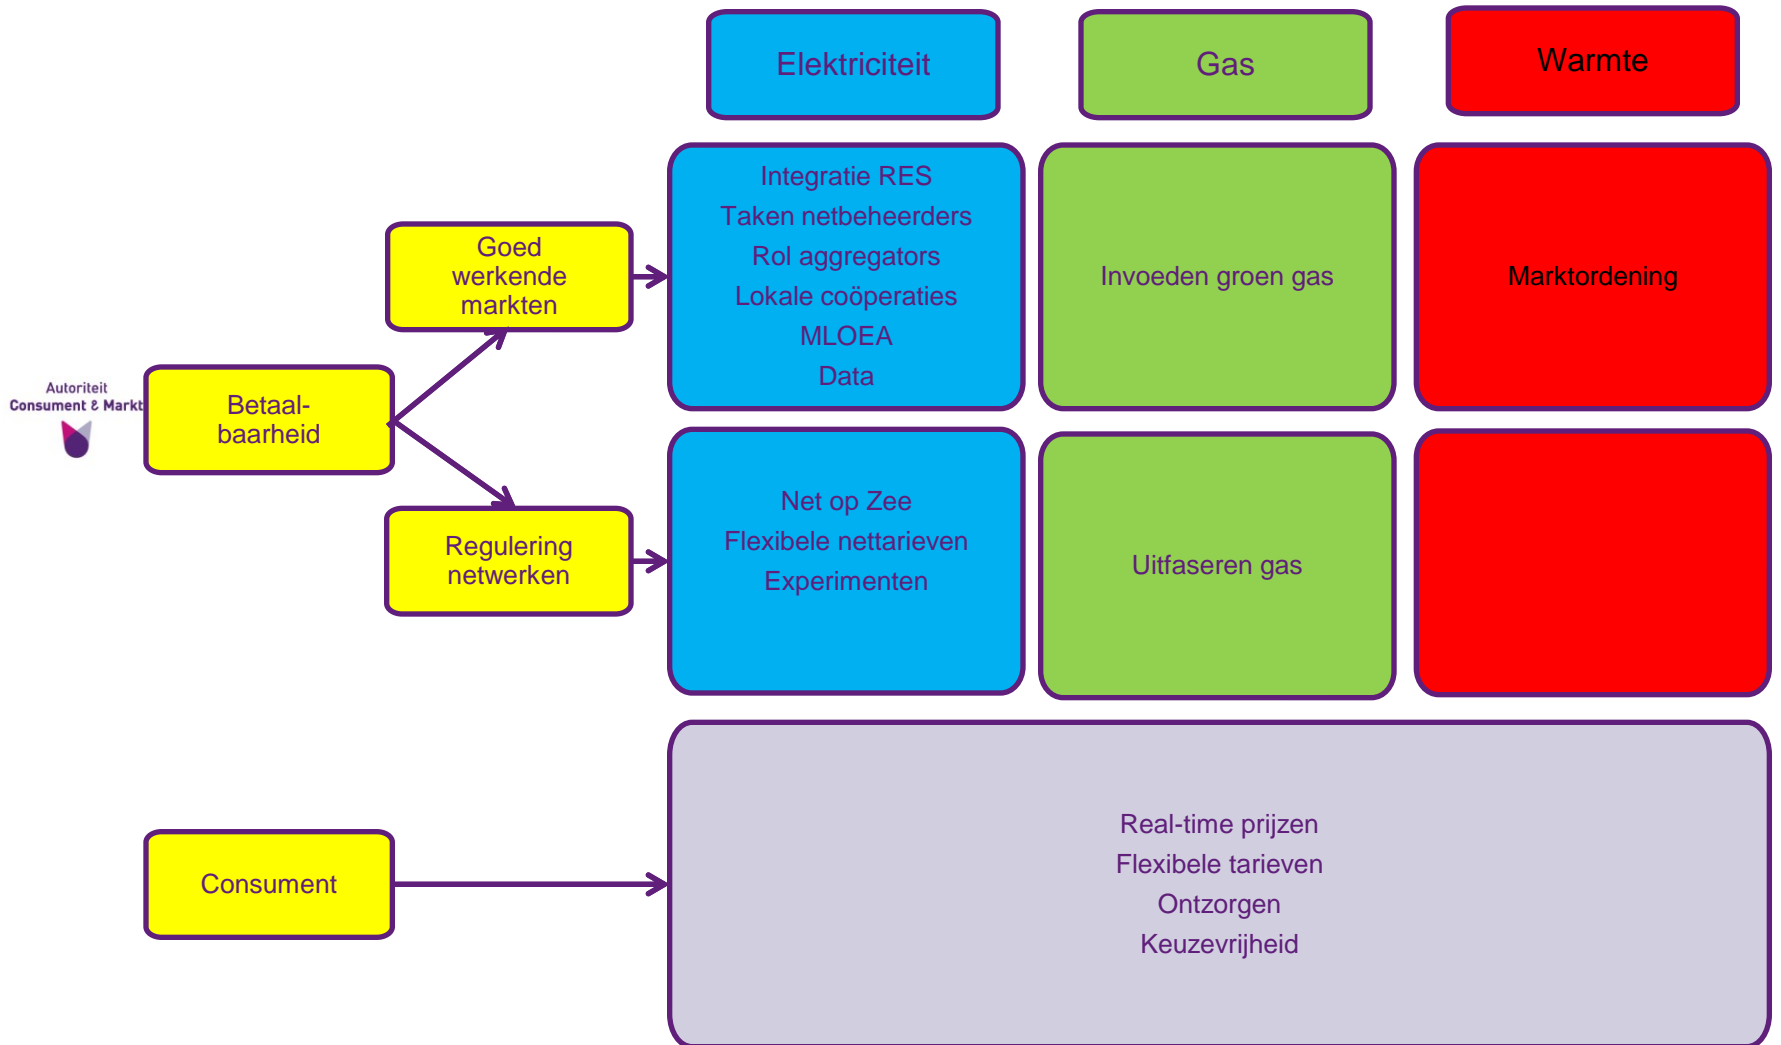 Elektriciteit
Gas
Warmte
Integratie RES
Taken netbeheerders
Rol aggregators
Lokale coöperaties
MLOEA
Data
Invoeden groen gas
Marktordening
Goed
werkende
markten
Autoriteit
Consument & Markt
Betaal-
baarheid
Regulering
netwerken
Net op Zee
Flexibele nettarieven
Experimenten
Uitfaseren gas
Consument
Real-time prijzen
Flexibele tarieven
Ontzorgen
Keuzevrijheid